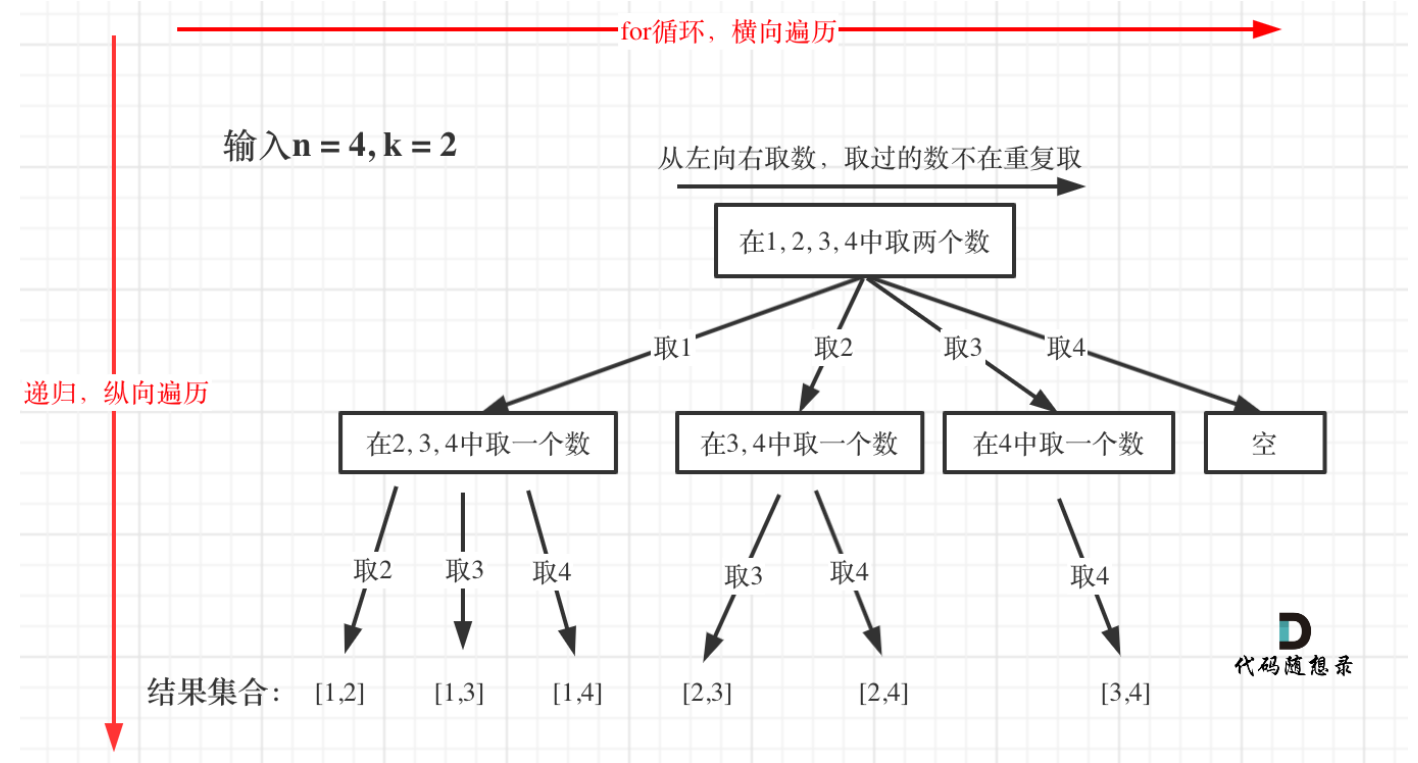 for循环，横向遍历
输入n = 4, k = 2
从左向右取数，取过的数不在重复取
在1, 2, 3, 4中取两个数
取1
取2
取3
取4
递归，纵向遍历
在2, 3, 4中取一个数
在3, 4中取一个数
在4中取一个数
空
取2
取3
取4
取3
取4
取4
代码随想录
结果集合：
[1,2]
[1,3]
[1,4]
[2,3]
[2,4]
[3,4]